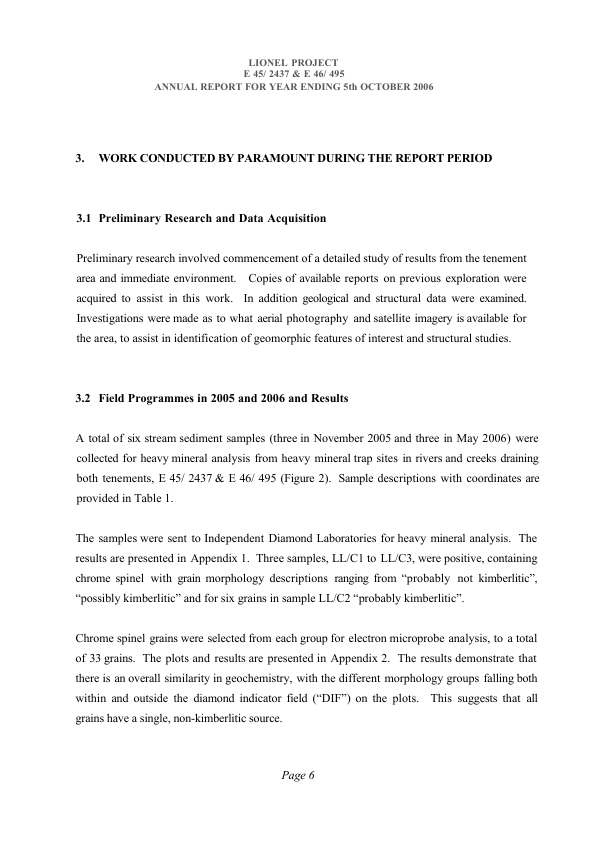 LIONEL PROJECT
E 45/ 2437 & E 46/ 495
ANNUAL REPORT FOR YEAR ENDING 5th OCTOBER 2006
3. WORK CONDUCTED BY PARAMOUNT DURING THE REPORT PERIOD
3.1 Preliminary Research and Data Acquisition
Preliminary research involved commencement of a detailed study of results from the tenement
area and immediate environment. Copies of available reports on previous exploration were
acquired to assist in this work. In addition geological and structural data were examined.
Investigations were made as to what aerial photography and satellite imagery is available for
the area, to assist in identification of geomorphic features of interest and structural studies.
3.2 Field Programmes in 2005 and 2006 and Results
A total of six stream sediment samples (three in November 2005 and three in May 2006) were
collected for heavy mineral analysis from heavy mineral trap sites in rivers and creeks draining
both tenements, E 45/ 2437 & E 46/ 495 (Figure 2). Sample descriptions with coordinates are
provided in Table 1.
The samples were sent to Independent Diamond Laboratories for heavy mineral analysis. The
results are presented in Appendix 1. Three samples, LL/C1 to LL/C3, were positive, containing
chrome spinel with grain morphology descriptions ranging from “probably not kimberlitic”,
“possibly kimberlitic” and for six grains in sample LL/C2 “probably kimberlitic”.
Chrome spinel grains were selected from each group for electron microprobe analysis, to a total
of 33 grains. The plots and results are presented in Appendix 2. The results demonstrate that
there is an overall similarity in geochemistry, with the different morphology groups falling both
within and outside the diamond indicator field (“DIF”) on the plots. This suggests that all
grains have a single, non-kimberlitic source.
Page 6